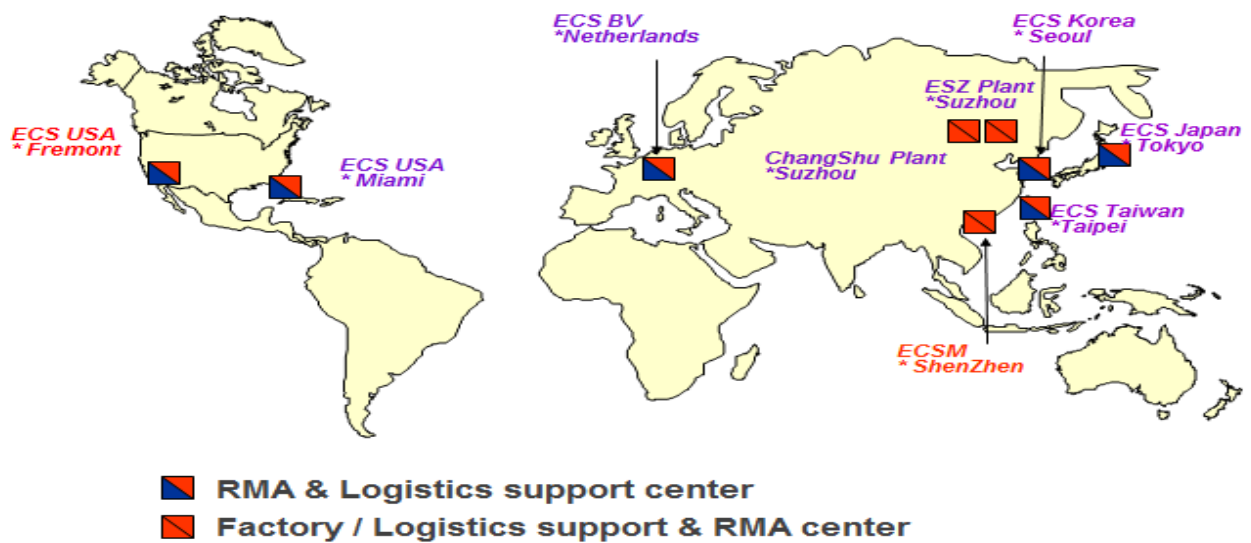 ECS BV
*Netherlands
ECS Korea
* Seoul
ESZ Plant
*Suzhou
ECS USA
* Fremont
ECS Japan
* Tokyo
ECS USA
* Miami
ChangShu Plant
*Suzhou
ECS Taiwan
*Taipei
ECSM
* ShenZhen
RMA & Logistics support center
Factory / Logistics support & RMA center